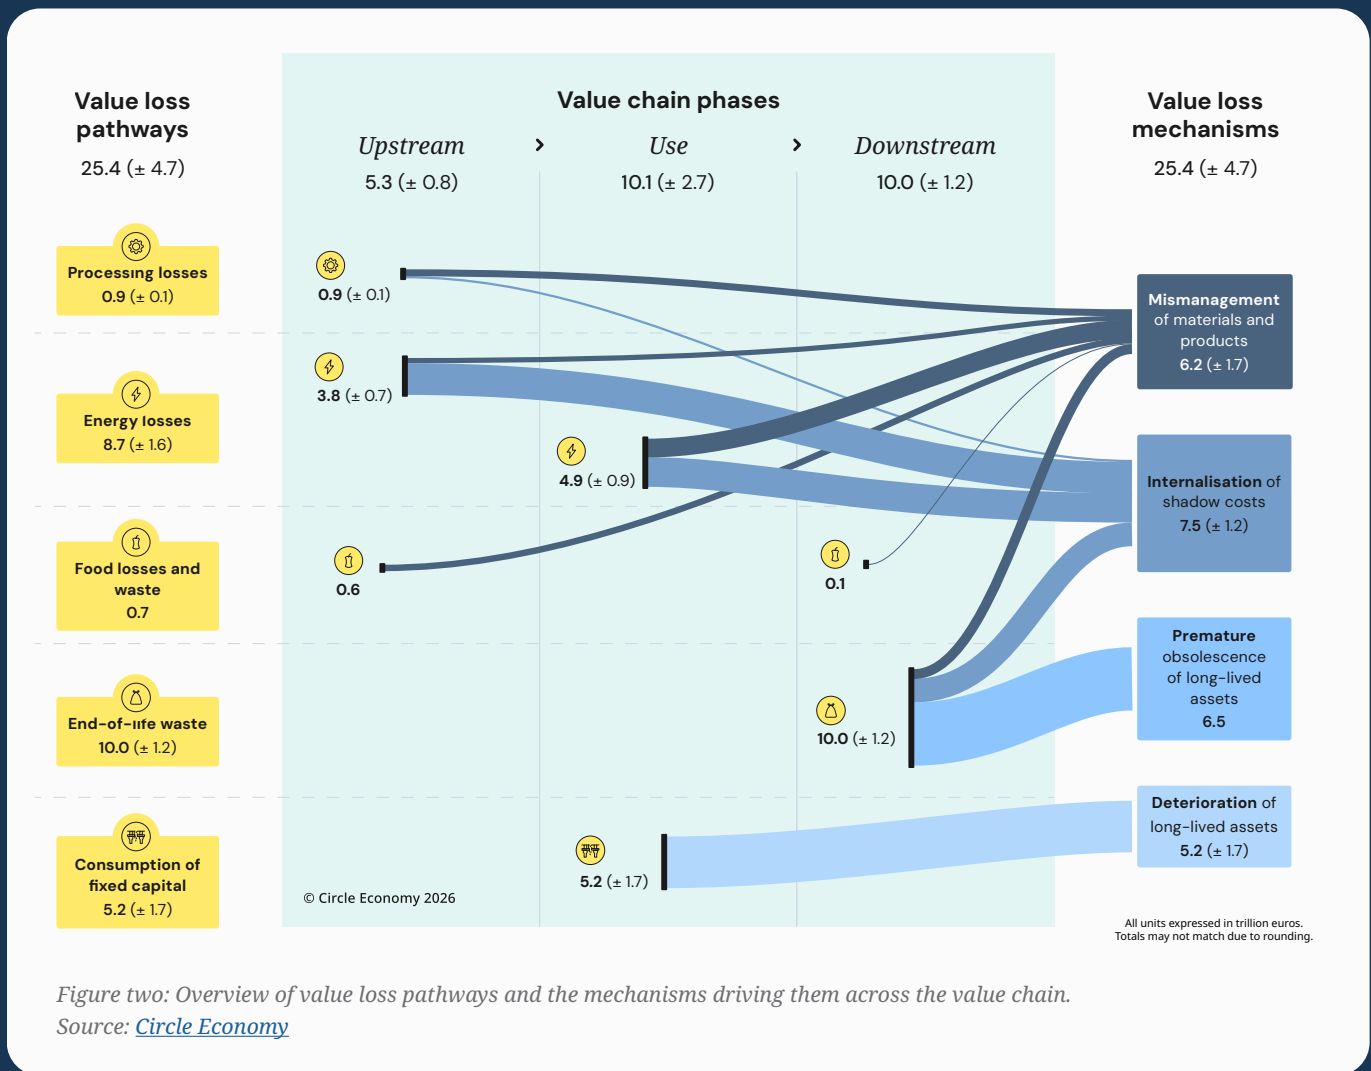 Value loss
pathways
25.4 (± 4.7)
Value chain phases
Upstream
5.3 (± 0.8)
Use
10.1 (± 2.7)
Downstream
10.0 (± 1.2)
Value loss
mechanisms
25.4 (± 4.7)
Processing losses
0.9 (± 0.1)
0.9 (± 0.1)
Mismanagement
of materials and
products
6.2 (± 1.7)
Energy losses
8.7 (± 1.6)
3.8 (± 0.7)
4.9 (± 0.9)
Internalisation of
shadow costs
7.5 (± 1.2)
Food losses and
waste
0.7
0.6
0.1
Premature
obsolescence
of long-lived
assets
6.5
End-of-life waste
10.0 (± 1.2)
10.0 (± 1.2)
Deterioration of
long-lived assets
5.2 (± 1.7)
Consumption of
fixed capital
5.2 (± 1.7)
5.2 (± 1.7)
© Circle Economy 2026
All units expressed in trillion euros.
Totals may not match due to rounding.
Figure two: Overview of value loss pathways and the mechanisms driving them across the value chain.
Source: Circle Economy